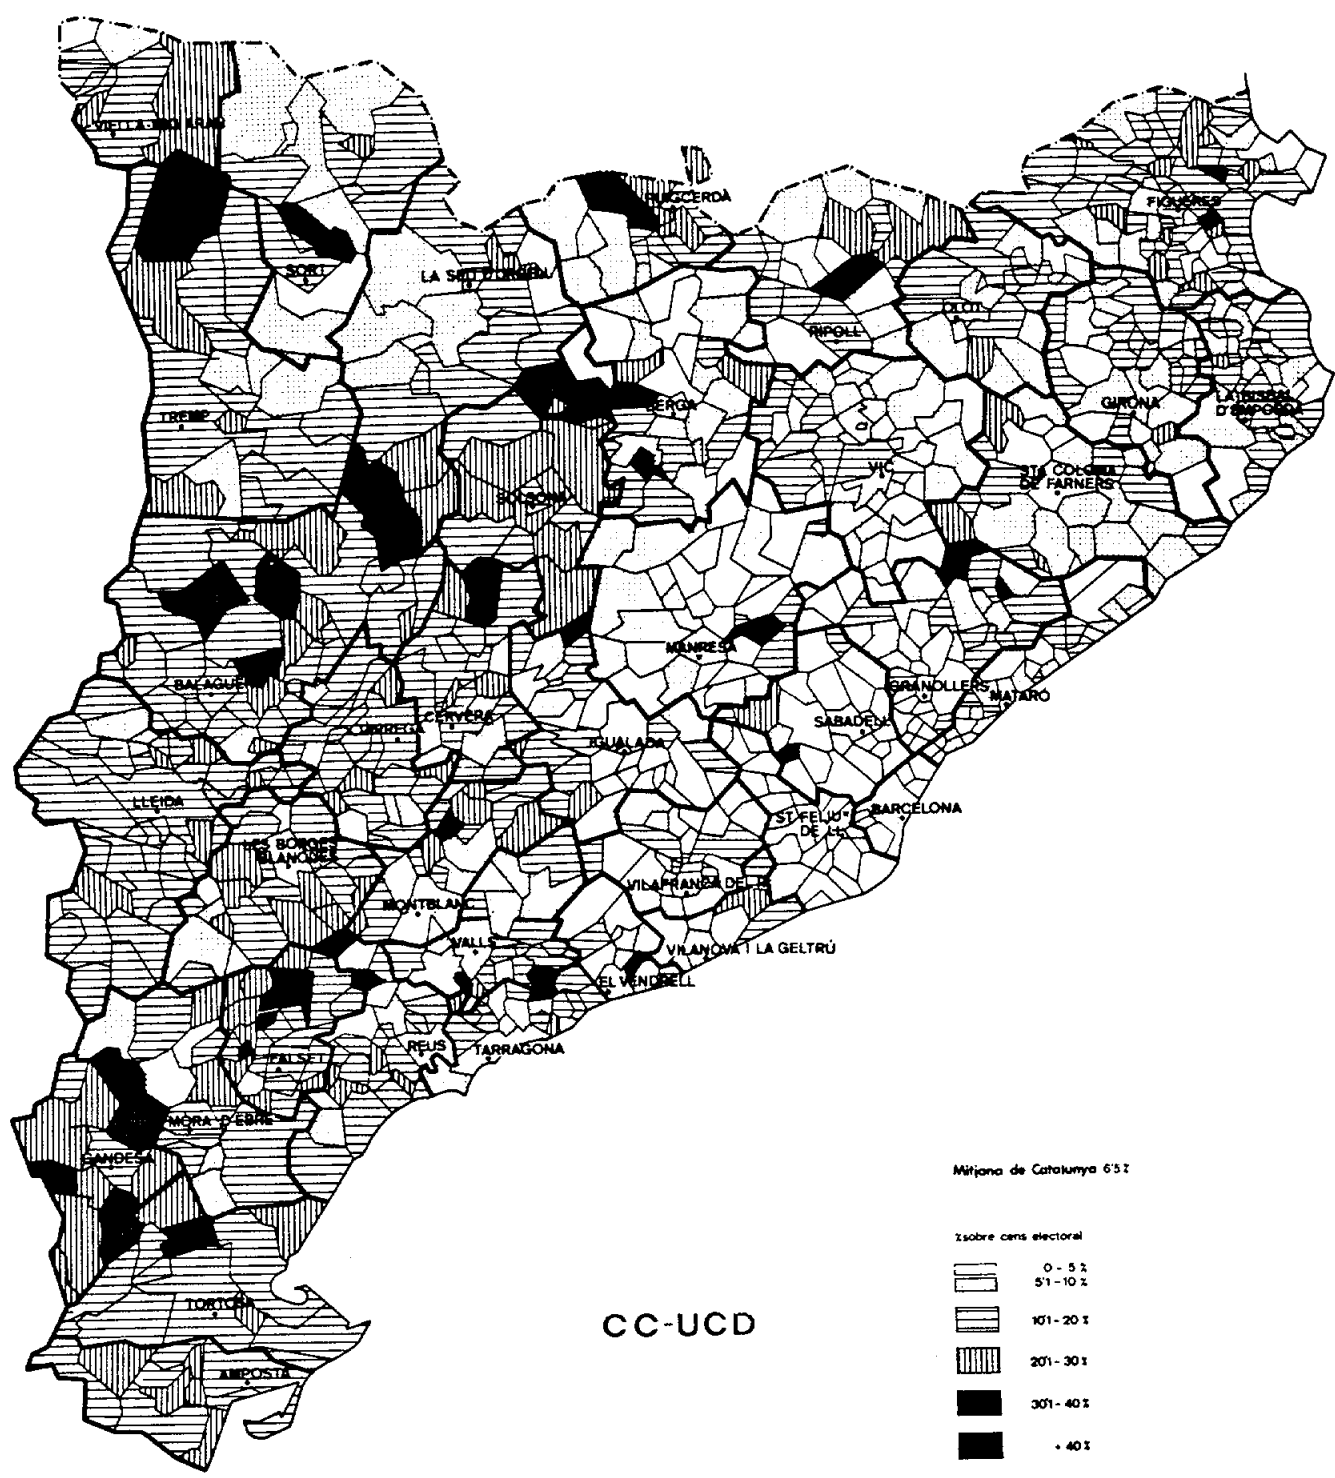 VIELLA-MIG ARAN
PUIGCERDÀ
FIGUERES
SORT
LA SEU D'URGELL
OLOT
RIPOLL
TREMP
BERGA
GIRONA
LA BISBAL
D'EMPORDÀ
SOLSONA
VIC
STA COLOMA
DE FARNERS
MANRESA
BALAGUER
GRANOLLERS
MATARÓ
CERVERA
TÀRREGA
SABADELL
IGUALADA
LLEIDA
BARCELONA
ST FELIU
DE LL.
LES BORGES
BLANQUES
VILAFRANCA DEL P.
MONTBLANC
VALLS
VILANOVA I LA GELTRÚ
EL VENDRELL
REUS
TARRAGONA
FALSET
MORA D'EBRE
GANDESA
TORTOSA
AMPOSTA
CC-UCD
Mitjana de Catalunya 6'5 %
% sobre cens electoral
0 - 5 %
5'1 - 10 %
10'1 - 20 %
20'1 - 30 %
30'1 - 40 %
+ 40 %